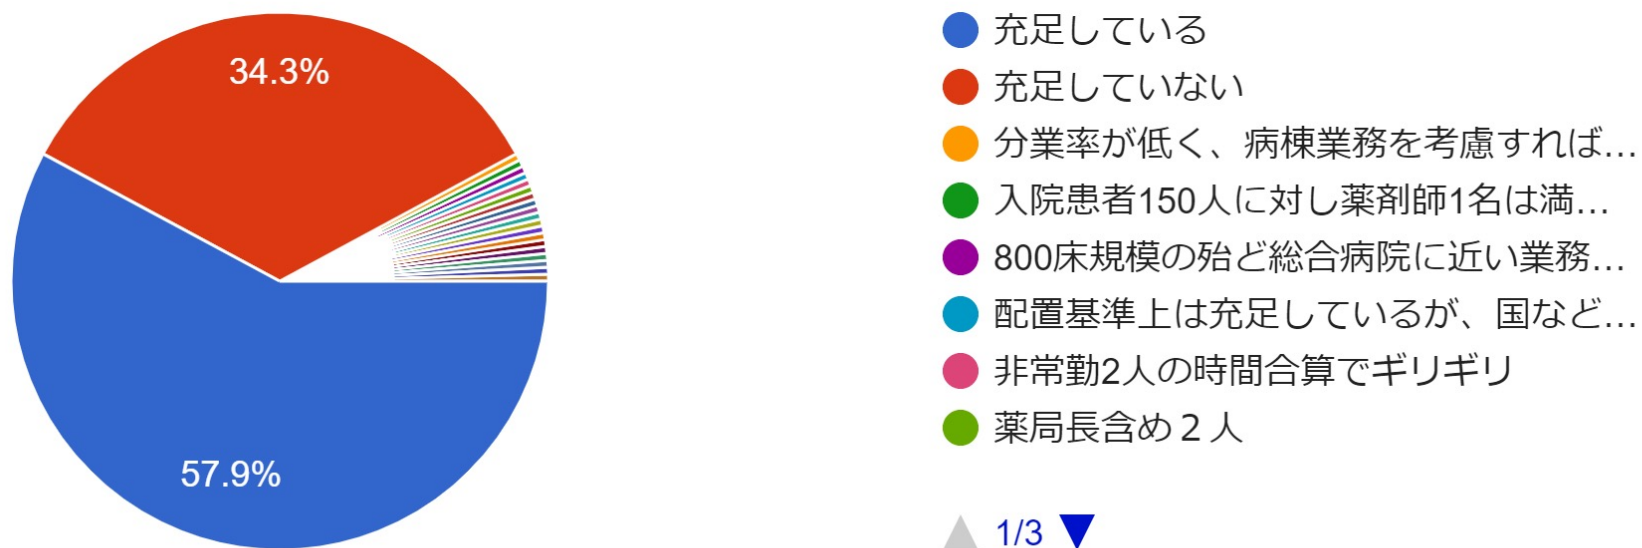 34.3%
57.9%
充足している
充足していない
分業率が低く、病棟業務を考慮すれば...
入院患者150人に対し薬剤師1名は満...
800床規模の殆ど総合病院に近い業務...
配置基準上は充足しているが、国など...
非常勤2人の時間合算でギリギリ
薬局長含め２人
1/3